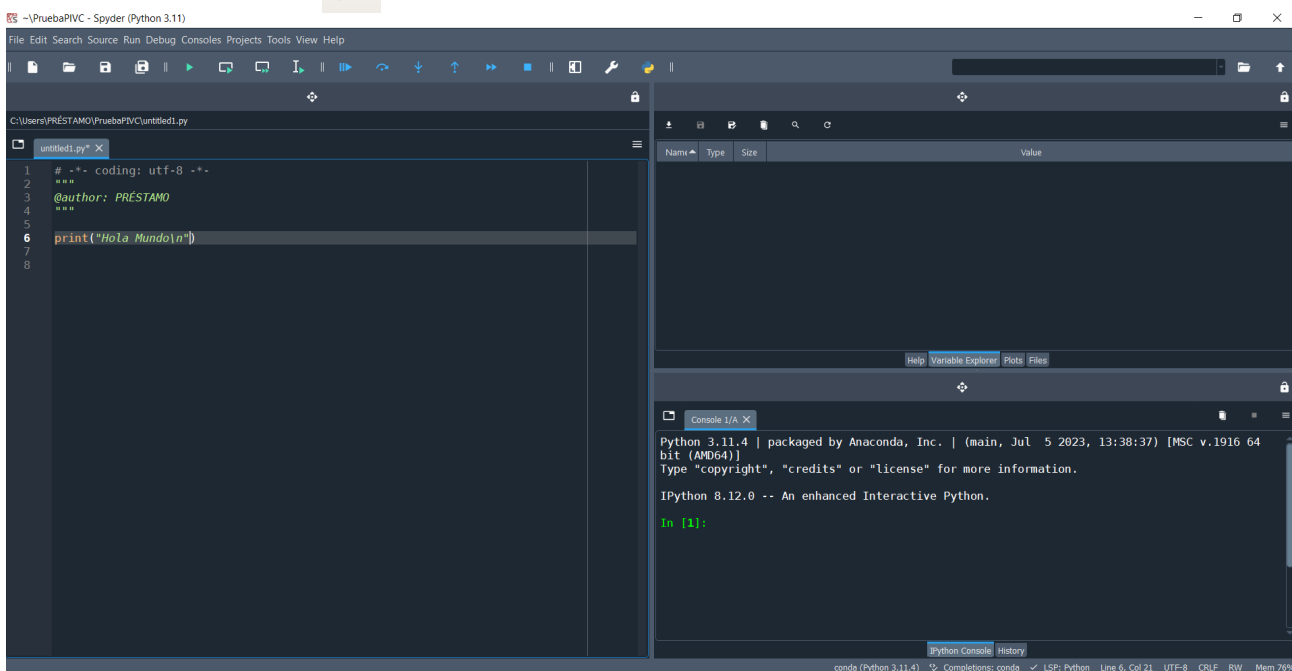 ~\PruebaPIVC - Spyder (Python 3.11)
File Edit Search Source Run Debug Consoles Projects Tools View Help
C:\Users\PRÉSTAMO\PruebaPIVC\untitled1.py
untitled1.py*
1 # -*- coding: utf-8 -*-
2 """
3 @author: PRÉSTAMO
4 """
5
6 print("Hola Mundo\n")
7
8
Name Type Size Value
Help Variable Explorer Plots Files
Console 1/A
Python 3.11.4 | packaged by Anaconda, Inc. | (main, Jul  5 2023, 13:38:37) [MSC v.1916 64
bit (AMD64)]
Type "copyright", "credits" or "license" for more information.
IPython 8.12.0 -- An enhanced Interactive Python.
In [1]:
IPython Console History
conda (Python 3.11.4) Completions: conda LSP: Python Line 6, Col 21 UTF-8 CRLF RW Mem 76%